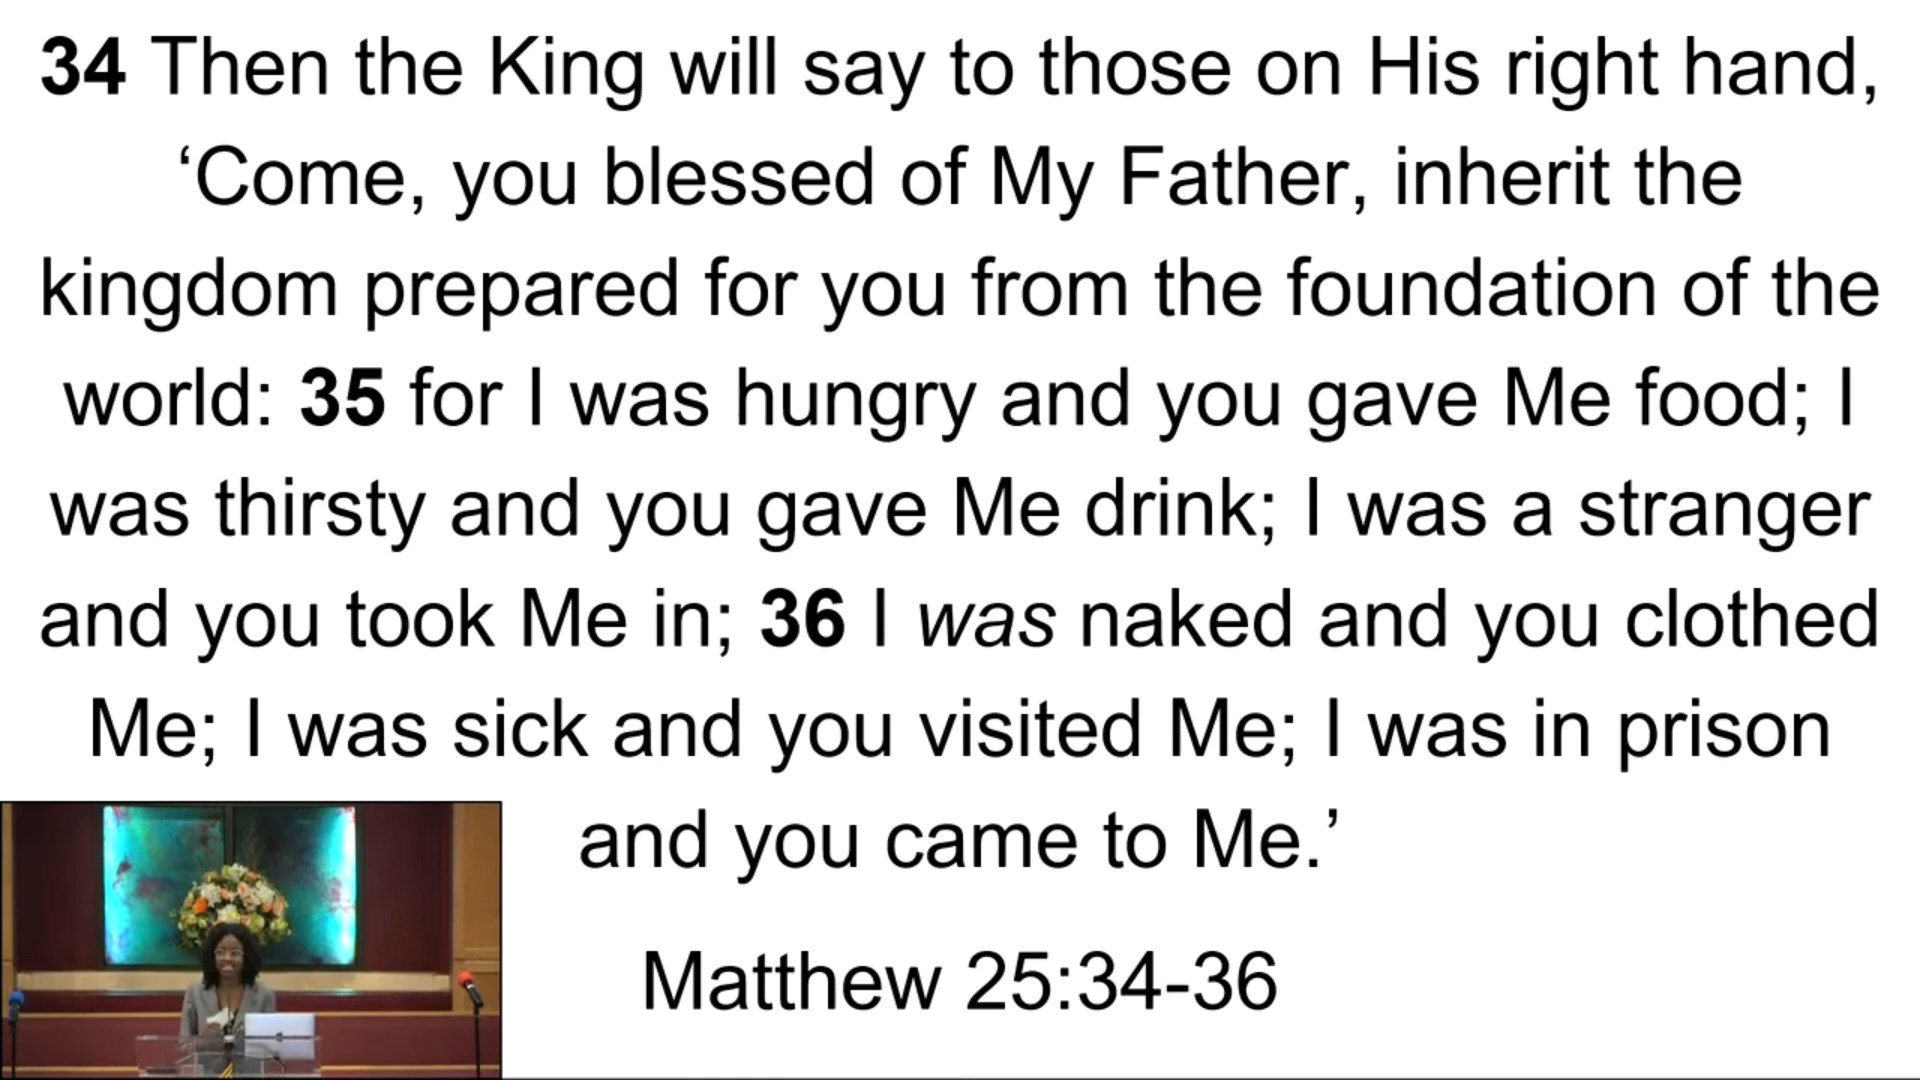 34 Then the King will say to those on His right hand,
‘Come, you blessed of My Father, inherit the
kingdom prepared for you from the foundation of the
world: 35 for I was hungry and you gave Me food; I
was thirsty and you gave Me drink; I was a stranger
and you took Me in; 36 I was naked and you clothed
Me; I was sick and you visited Me; I was in prison
and you came to Me.’
Matthew 25:34-36